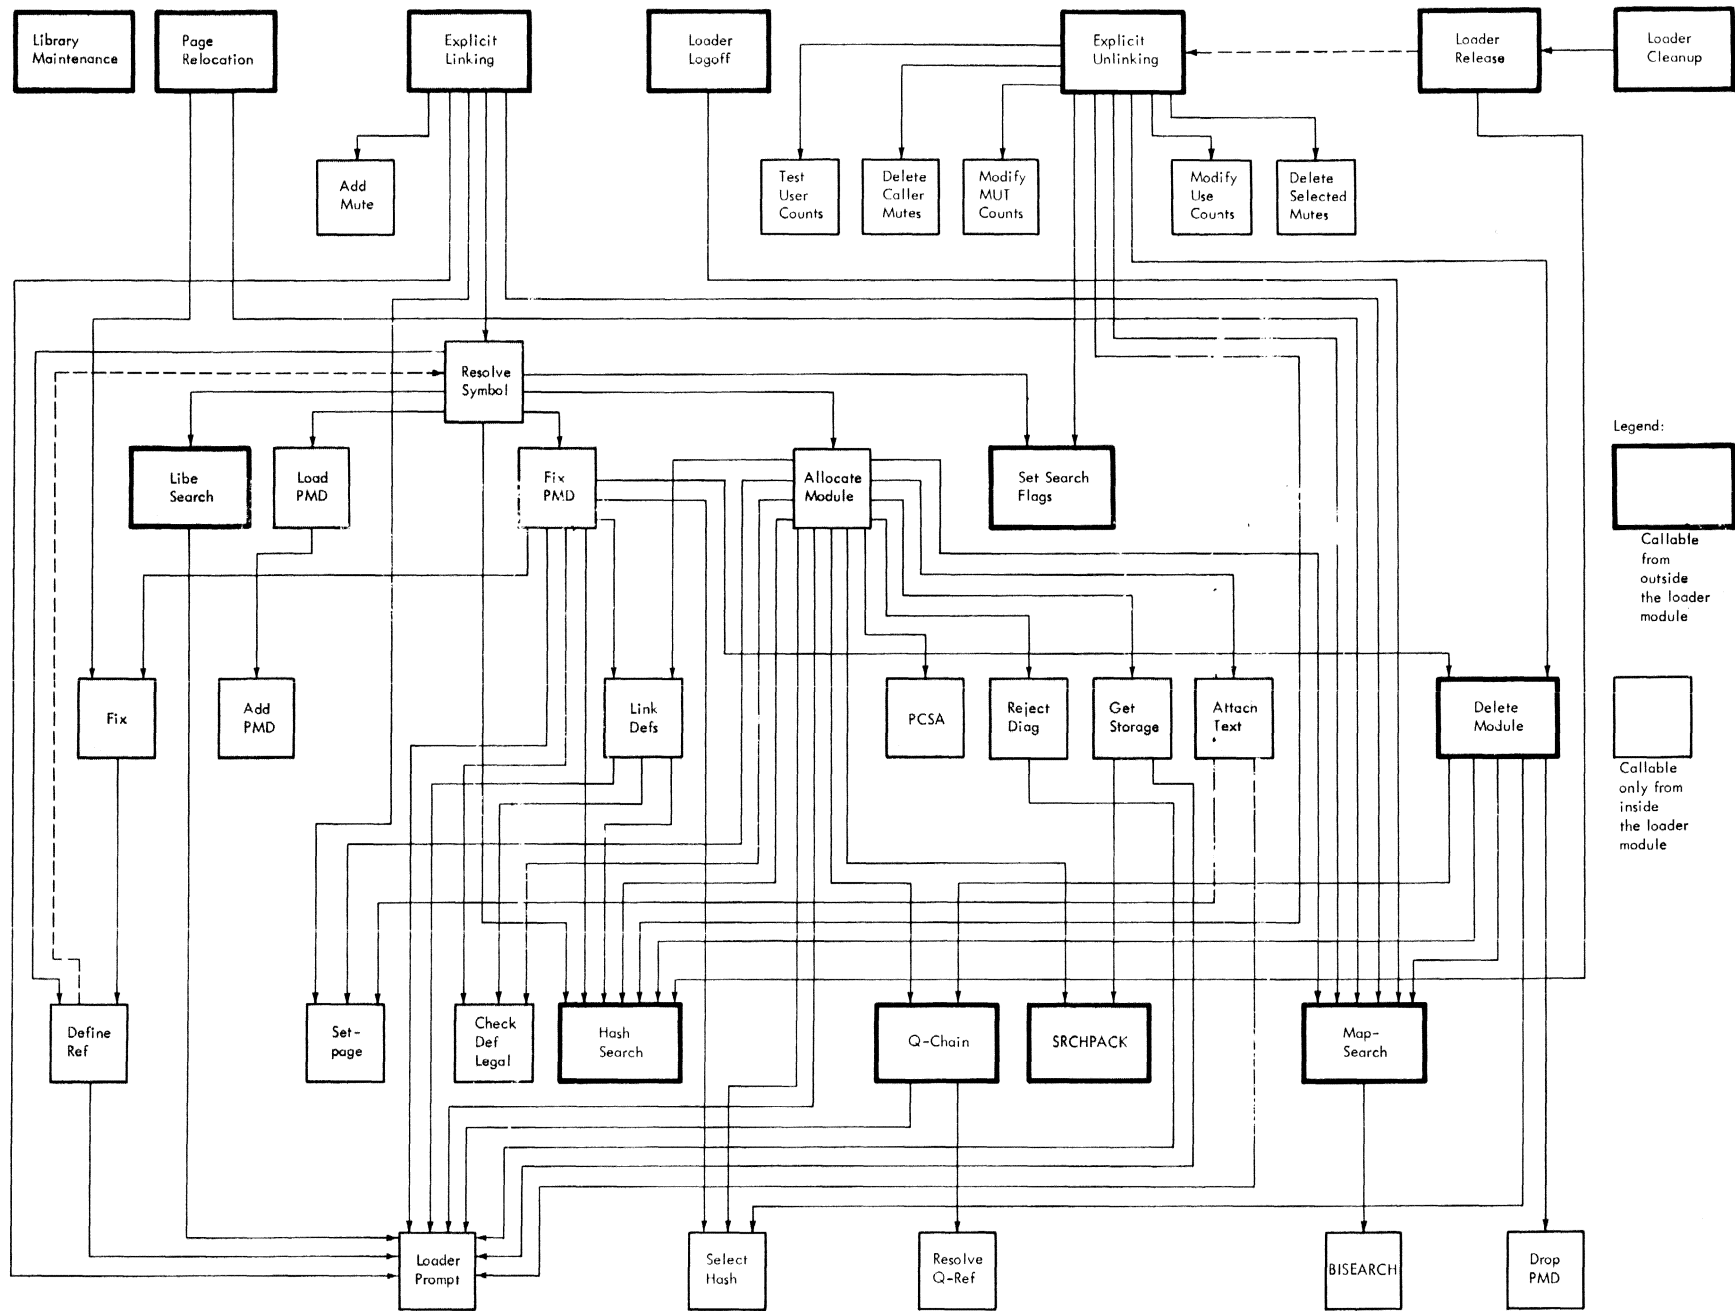 Library
Maintenance
Page
Relocation
Explicit
Linking
Loader
Logoff
Explicit
Unlinking
Loader
Release
Loader
Cleanup
Add
Mute
Test
User
Counts
Delete
Caller
Mutes
Modify
MUT
Counts
Modify
Use
Counts
Delete
Selected
Mutes
Resolve
Symbol
Libe
Search
Load
PMD
Fix
PMD
Allocate
Module
Set Search
Flags
Legend:
Callable
from
outside
the loader
module
Fix
Add
PMD
Link
Defs
PCSA
Reject
Diag
Get
Storage
Attach
Text
Delete
Module
Callable
only from
inside
the loader
module
Define
Ref
Set-
page
Check
Def
Legal
Hash
Search
Q-Chain
SRCHPACK
Map-
Search
Loader
Prompt
Select
Hash
Resolve
Q-Ref
BISEARCH
Drop
PMD